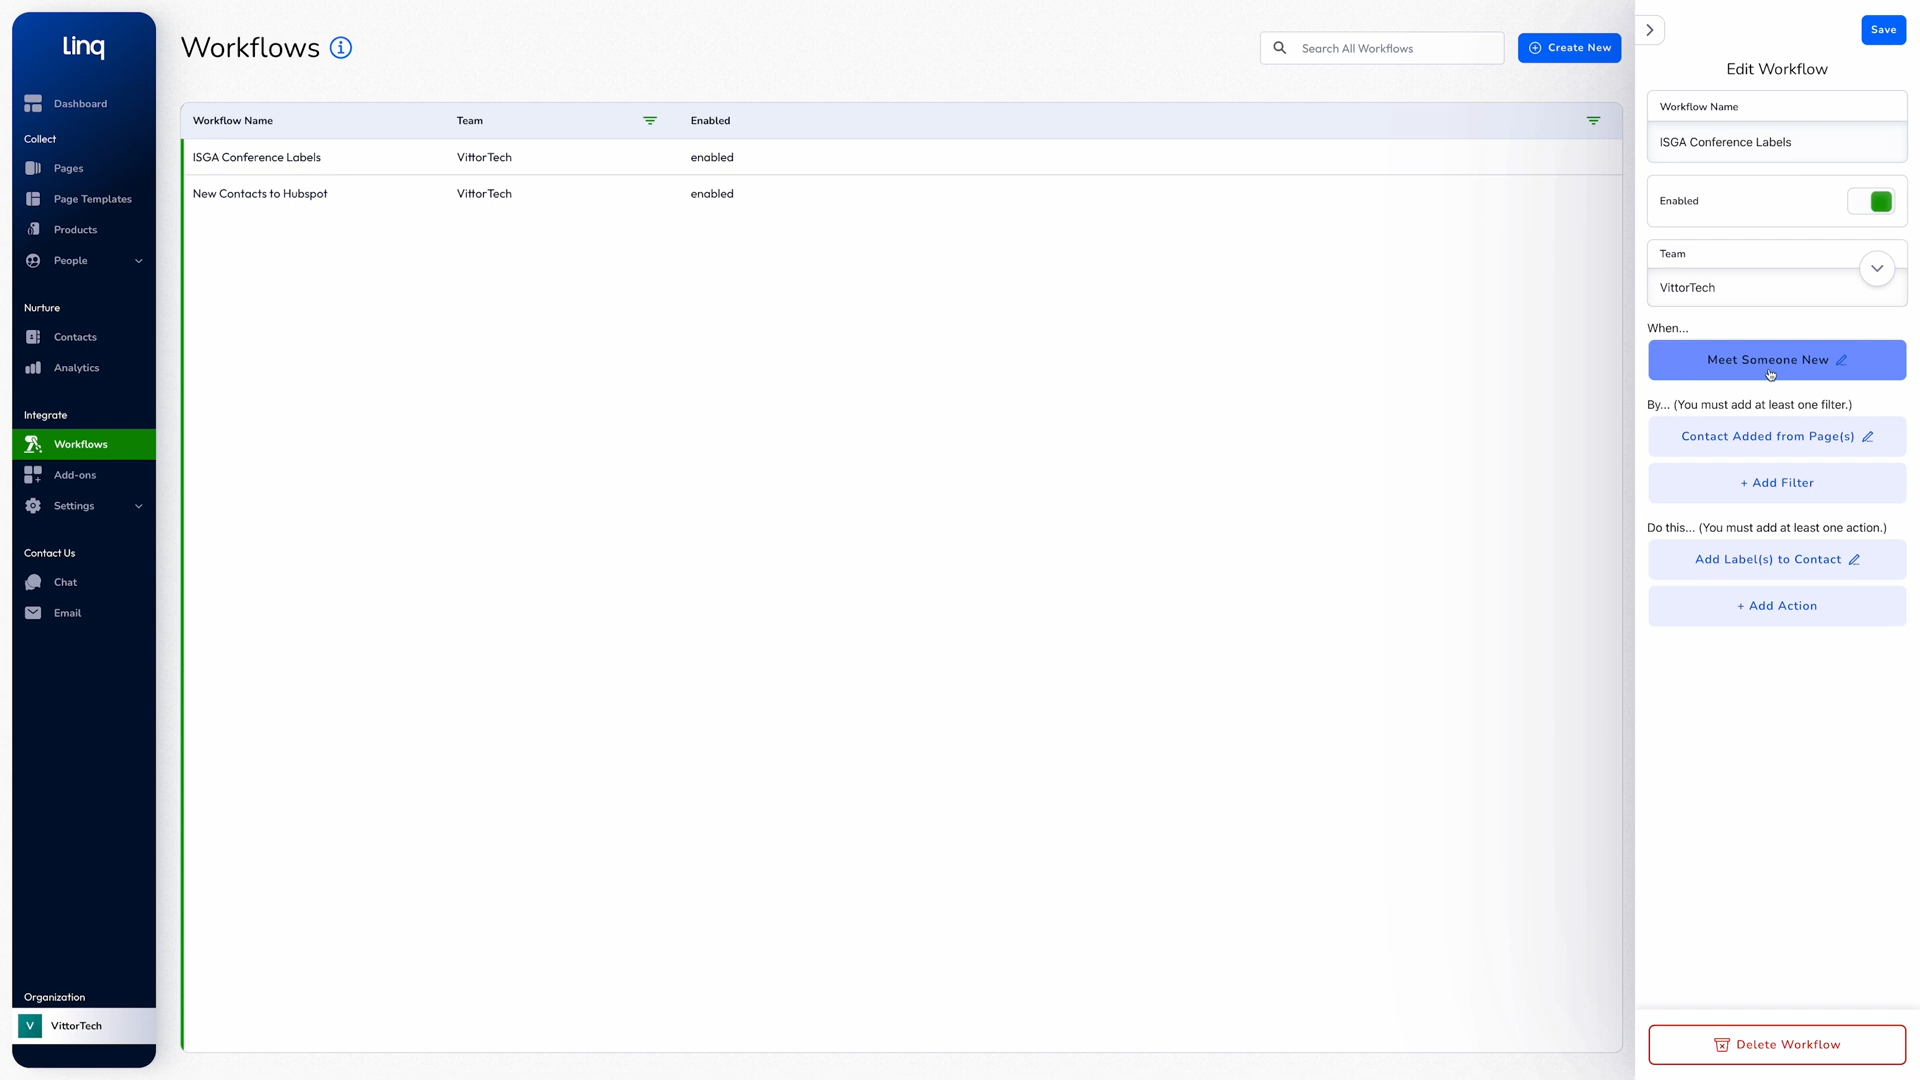 linq
Dashboard
Collect
Pages
Page Templates
Products
People
Nurture
Contacts
Analytics
Integrate
Workflows
Add-ons
Settings
Contact Us
Chat
Email
Organization
V VittorTech
Workflows
Search All Workflows
Create New
Workflow Name Team Enabled
ISGA Conference Labels VittorTech enabled
New Contacts to Hubspot VittorTech enabled
Save
Edit Workflow
Workflow Name
ISGA Conference Labels
Enabled
Team
VittorTech
When...
Meet Someone New
By... (You must add at least one filter.)
Contact Added from Page(s)
+ Add Filter
Do this... (You must add at least one action.)
Add Label(s) to Contact
+ Add Action
Delete Workflow